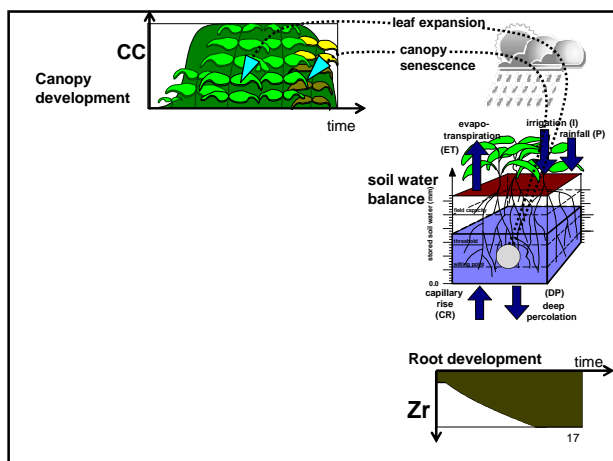 leaf expansion
CC
canopy
senescence
Canopy
development
time
evapo-
transpiration
(ET)
irrigation (I)
rainfall (P)
soil water
balance
stored soil water (mm)
field capacity
threshold
wilting point
0.0
capillary
rise
(CR)
(DP)
deep
percolation
Root development
time
Zr
17